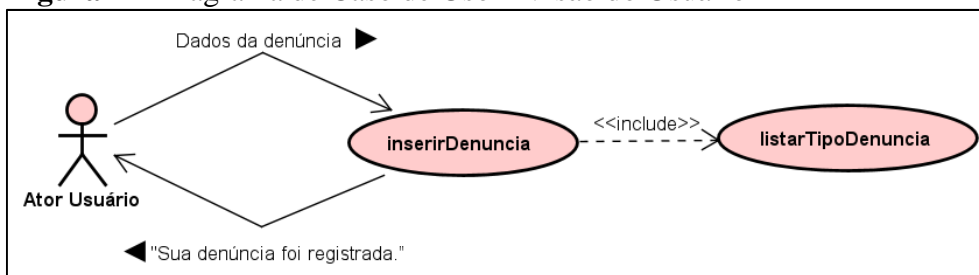 Dados da denúncia
<<include>>
inserirDenuncia
listarTipoDenuncia
Ator Usuário
"Sua denúncia foi registrada."